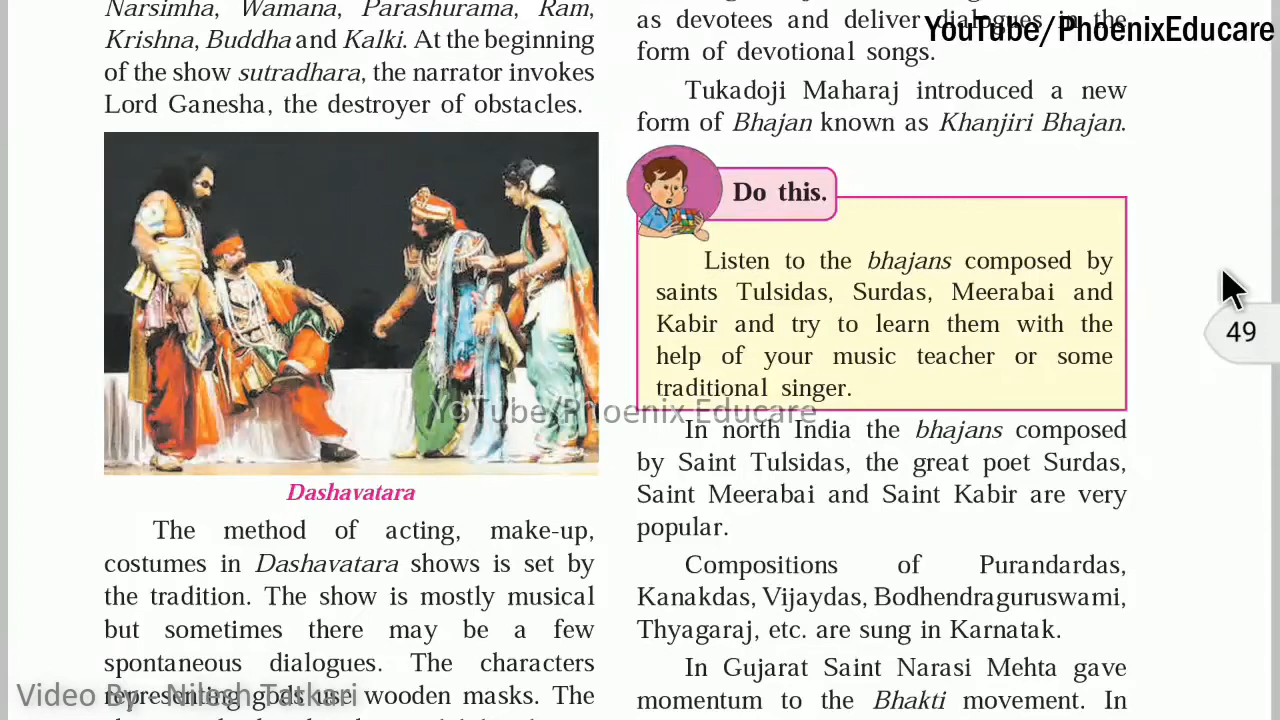 Narsimha, Wamana, Parashurama, Ram,
Krishna, Buddha and Kalki. At the beginning
of the show sutradhara, the narrator invokes
Lord Ganesha, the destroyer of obstacles.
Dashavatara
The method of acting, make-up,
costumes in Dashavatara shows is set by
the tradition. The show is mostly musical
but sometimes there may be a few
spontaneous dialogues. The characters
representing gods use wooden masks. The
as devotees and deliver dialogues in the
form of devotional songs.
Tukadoji Maharaj introduced a new
form of Bhajan known as Khanjiri Bhajan.
Do this.
Listen to the bhajans composed by
saints Tulsidas, Surdas, Meerabai and
Kabir and try to learn them with the
help of your music teacher or some
traditional singer.
In north India the bhajans composed
by Saint Tulsidas, the great poet Surdas,
Saint Meerabai and Saint Kabir are very
popular.
Compositions of Purandardas,
Kanakdas, Vijaydas, Bodhendraguruswami,
Thyagaraj, etc. are sung in Karnatak.
In Gujarat Saint Narasi Mehta gave
momentum to the Bhakti movement. In
YouTube/PhoenixEducare
49
YoTube/Phoenix Educare
Video By - Nilesh Tatkari